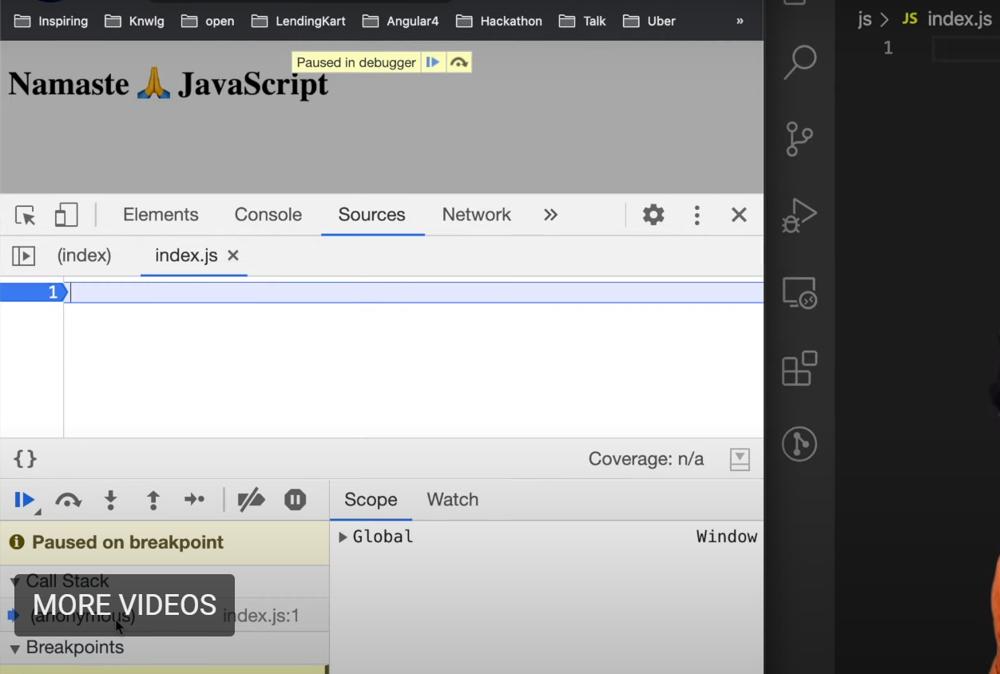 Inspiring Knwlg open LendingKart Angular4 Hackathon Talk Uber »
js > JS index.js
1
Paused in debugger
Namaste 🙏 JavaScript
Elements Console Sources Network »
(index) index.js ×
1
{} Coverage: n/a
Scope Watch
Paused on breakpoint
▶ Global Window
▼ Call Stack
MORE VIDEOS
(anonymous) index.js:1
▼ Breakpoints